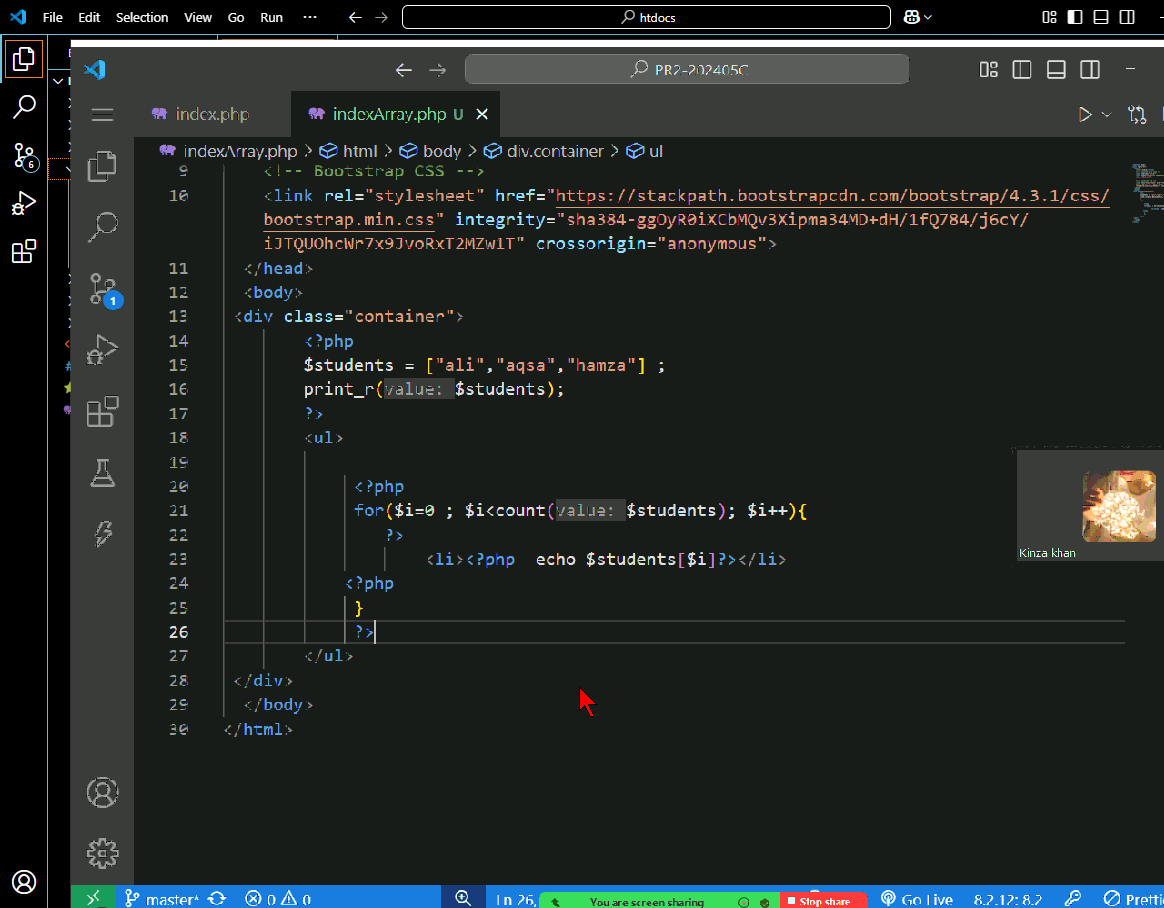 File Edit Selection View Go Run ··· htdocs
PR2-202405C
index.php indexArray.php U
indexArray.php > html > body > div.container > ul
9 <!-- Bootstrap CSS -->
10 <link rel="stylesheet" href="https://stackpath.bootstrapcdn.com/bootstrap/4.3.1/css/
bootstrap.min.css" integrity="sha384-ggOyR0iXCbMQv3Xipma34MD+dH/1fQ784/j6cY/
iJTQUOhcWr7x9JvoRxT2MZw1T" crossorigin="anonymous">
11 </head>
12 <body>
13 <div class="container">
14 <?php
15 $students = ["ali","aqsa","hamza"] ;
16 print_r(value: $students);
17 ?>
18 <ul>
19
20 <?php
21 for($i=0 ; $i<count(value: $students); $i++){
22 ?>
23 <li><?php echo $students[$i]?></li>
24 <?php
25 }
26 ?>
27 </ul>
28 </div>
29 </body>
30 </html>
6
1
Kinza khan
master* 0 0 Ln 26, You are screen sharing Stop share Go Live 8.2.12: 8.2 Pretti